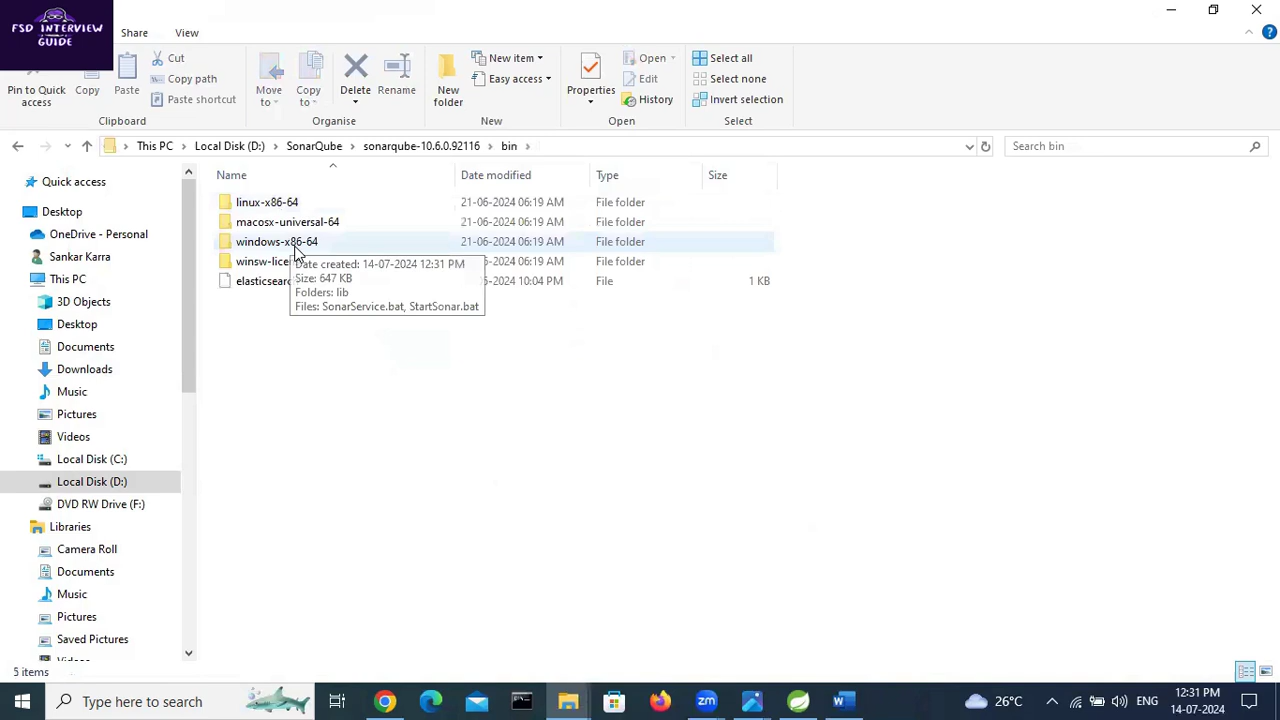 FSD INTERVIEW
GUIDE
Share
View
Pin to Quick
access
Copy
Paste
Cut
Copy path
Paste shortcut
Clipboard
Move
to
Copy
to
Delete
Rename
Organise
New
folder
New item
Easy access
New
Properties
Open
Edit
History
Open
Select all
Select none
Invert selection
Select
This PC
Local Disk (D:)
SonarQube
sonarqube-10.6.0.92116
bin
Search bin
Name
Date modified
Type
Size
linux-x86-64 21-06-2024 06:19 AM File folder
macosx-universal-64 21-06-2024 06:19 AM File folder
windows-x86-64 21-06-2024 06:19 AM File folder
winsw-lice 06:19 AM File folder
elasticsearc 10:04 PM File 1 KB
Date created: 14-07-2024 12:31 PM
Size: 647 KB
Folders: lib
Files: SonarService.bat, StartSonar.bat
Quick access
Desktop
OneDrive - Personal
Sankar Karra
This PC
3D Objects
Desktop
Documents
Downloads
Music
Pictures
Videos
Local Disk (C:)
Local Disk (D:)
DVD RW Drive (F:)
Libraries
Camera Roll
Documents
Music
Pictures
Saved Pictures
5 items
Type here to search
zm
26°C
ENG
12:31 PM
14-07-2024